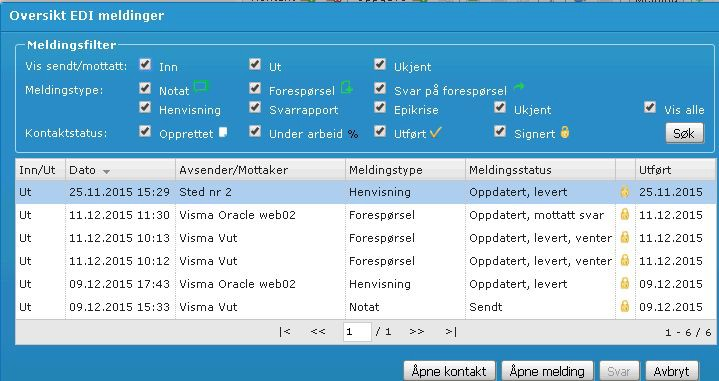 Oversikt EDI meldinger
Meldingsfilter
Vis sendt/mottatt: Inn Ut Ukjent
Meldingstype: Notat Forespørsel Svar på forespørsel
Henvisning Svarrapport Epikrise Ukjent Vis alle
Kontaktstatus: Opprettet Under arbeid % Utført Signert Søk
Inn/Ut Dato Avsender/Mottaker Meldingstype Meldingsstatus Utført
Ut 25.11.2015 15:29 Sted nr 2 Henvisning Oppdatert, levert 25.11.2015
Ut 11.12.2015 11:30 Visma Oracle web02 Forespørsel Oppdatert, mottatt svar 11.12.2015
Ut 11.12.2015 10:13 Visma Vut Forespørsel Oppdatert, levert, venter 11.12.2015
Ut 11.12.2015 10:12 Visma Vut Forespørsel Oppdatert, levert, venter 11.12.2015
Ut 09.12.2015 17:43 Visma Oracle web02 Henvisning Oppdatert, levert 09.12.2015
Ut 09.12.2015 15:33 Visma Vut Notat Sendt 09.12.2015
|< << 1 / 1 >> >| 1 - 6 / 6
Åpne kontakt Åpne melding Svar Avbryt